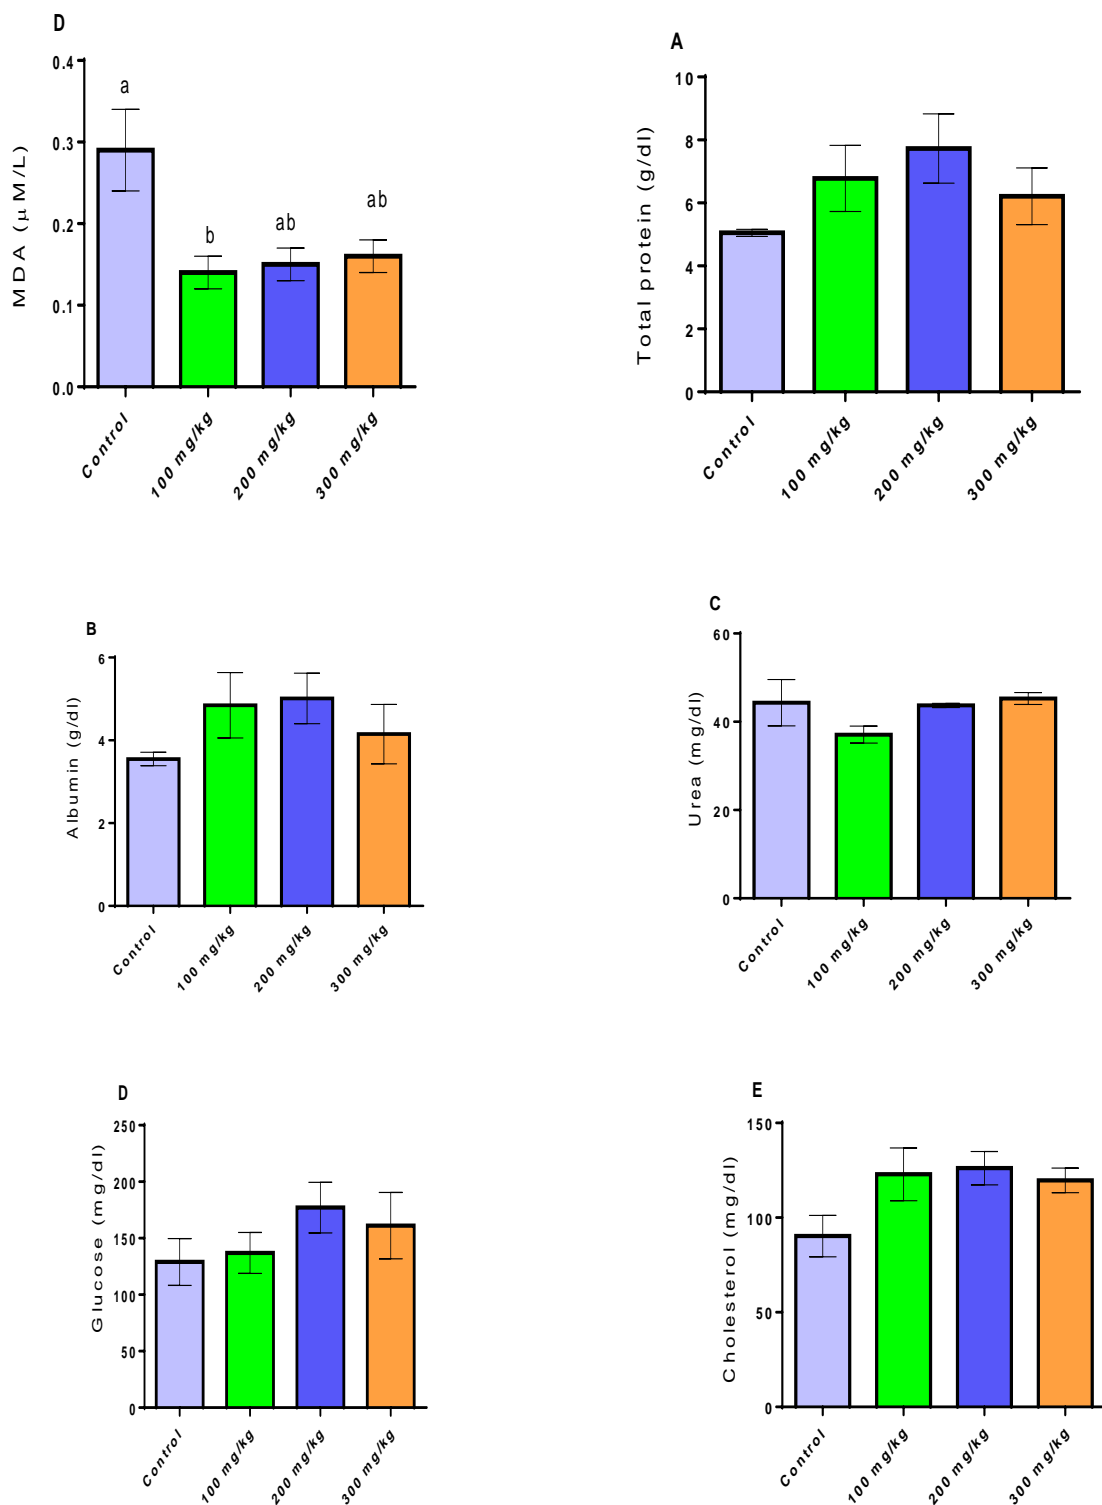 D
MDA (μM/L)
0.4
0.3
0.2
0.1
0.0
a
b
ab
ab
Control
100 mg/kg
200 mg/kg
300 mg/kg
A
Total protein (g/dl)
10
8
6
4
2
0
Control
100 mg/kg
200 mg/kg
300 mg/kg
B
Albumin (g/dl)
6
4
2
0
Control
100 mg/kg
200 mg/kg
300 mg/kg
C
Urea (mg/dl)
60
40
20
0
Control
100 mg/kg
200 mg/kg
300 mg/kg
D
Glucose (mg/dl)
250
200
150
100
50
0
Control
100 mg/kg
200 mg/kg
300 mg/kg
E
Cholesterol (mg/dl)
150
100
50
0
Control
100 mg/kg
200 mg/kg
300 mg/kg